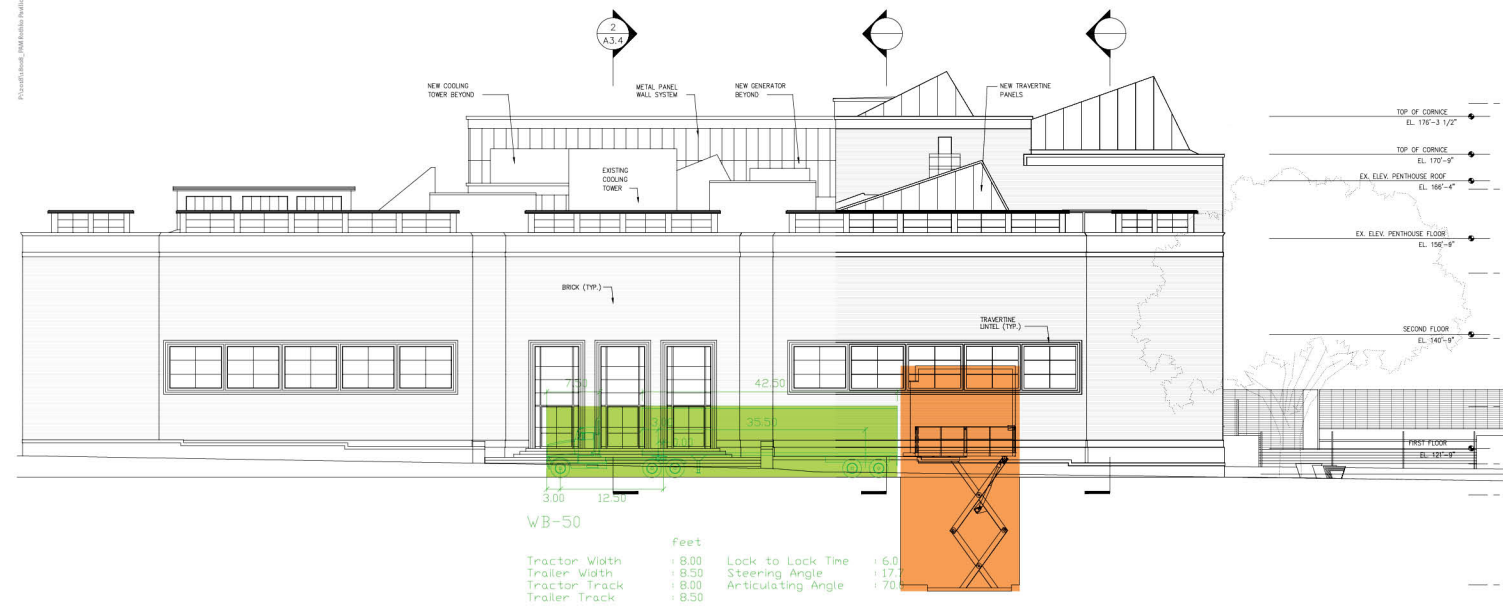 2
A3.4
NEW COOLING
TOWER BEYOND
METAL PANEL
WALL SYSTEM
NEW GENERATOR
BEYOND
NEW TRAVERTINE
PANELS
TOP OF CORNICE
EL. 176'-3 1/2"
TOP OF CORNICE
EL. 170'-9"
EXISTING
COOLING
TOWER
EX. ELEV. PENTHOUSE ROOF
EL. 166'-4"
EX. ELEV. PENTHOUSE FLOOR
EL. 156'-9"
BRICK (TYP.)
TRAVERTINE
LINTEL (TYP.)
SECOND FLOOR
EL. 140'-9"
7.50
42.50
35.50
FIRST FLOOR
EL. 121'-9"
3.00
12.50
WB-50
feet
Tractor Width : 8.00
Trailer Width : 8.50
Tractor Track : 8.00
Trailer Track : 8.50
Lock to Lock Time : 6.0
Steering Angle : 17.7
Articulating Angle